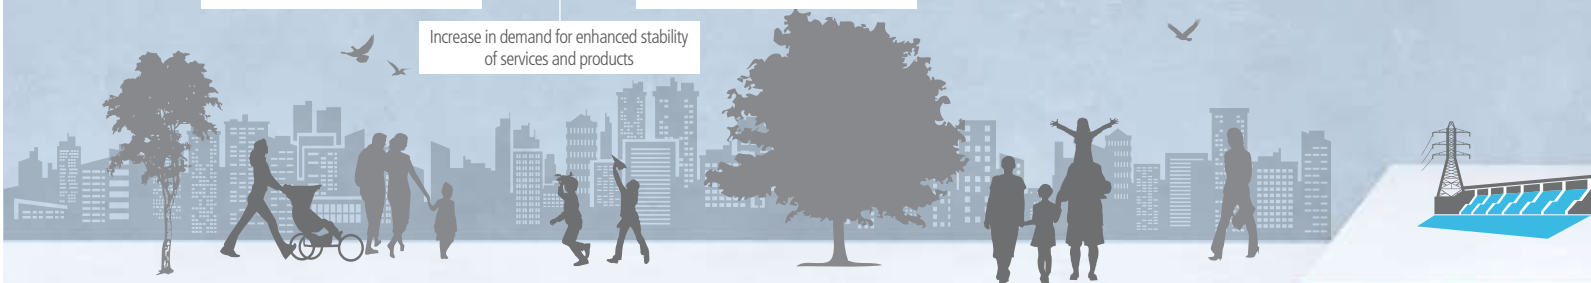 Increase in demand for enhanced stability
of services and products